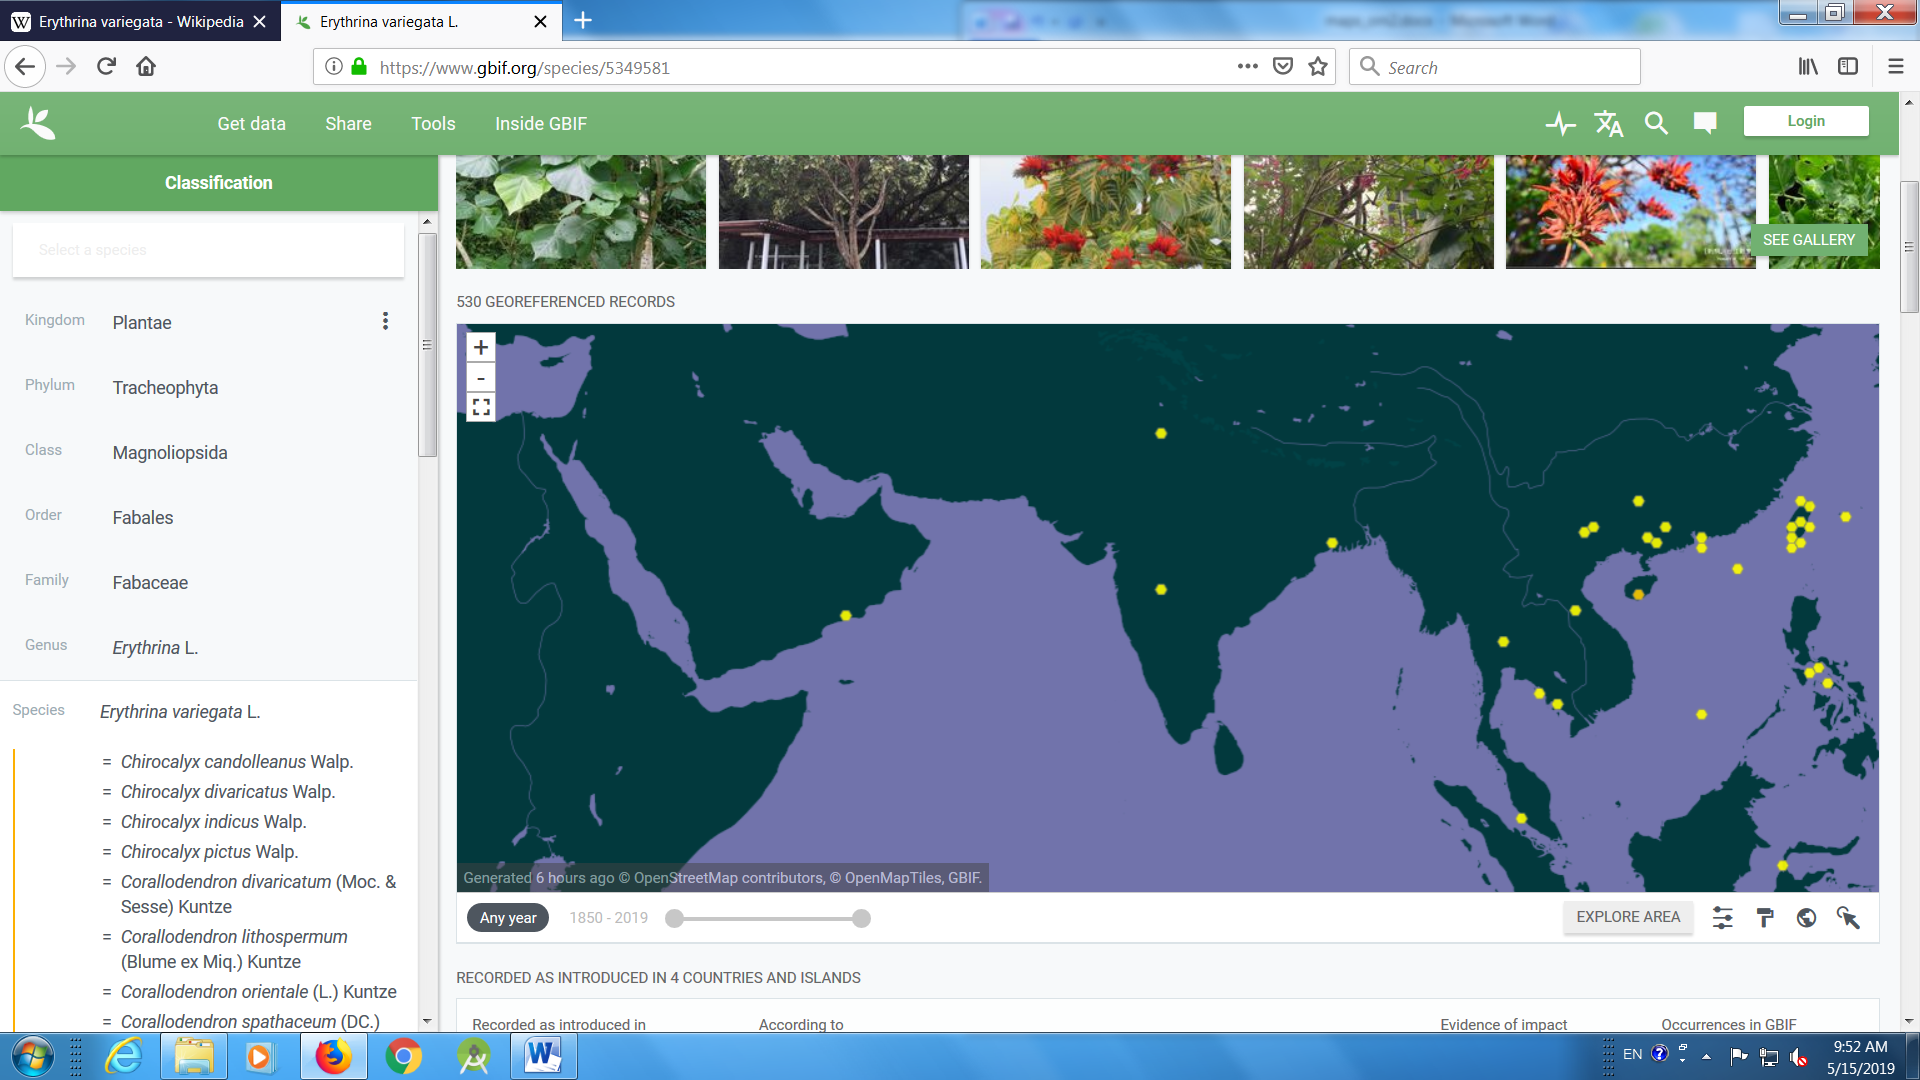 Erythrina variegata - Wikipedia
Erythrina variegata L.
https://www.gbif.org/species/5349581
Search
Get data
Share
Tools
Inside GBIF
Login
Classification
Select a species
Kingdom
Plantae
Phylum
Tracheophyta
Class
Magnoliopsida
Order
Fabales
Family
Fabaceae
Genus
Erythrina L.
Species
Erythrina variegata L.
= Chirocalyx candolleanus Walp.
= Chirocalyx divaricatus Walp.
= Chirocalyx indicus Walp.
= Chirocalyx pictus Walp.
= Corallodendron divaricatum (Moc. &
Sesse) Kuntze
= Corallodendron lithospermum
(Blume ex Miq.) Kuntze
= Corallodendron orientale (L.) Kuntze
= Corallodendron spathaceum (DC.)
SEE GALLERY
530 GEOREFERENCED RECORDS
+
-
Generated 6 hours ago © OpenStreetMap contributors, © OpenMapTiles, GBIF.
Any year
1850 - 2019
EXPLORE AREA
RECORDED AS INTRODUCED IN 4 COUNTRIES AND ISLANDS
Recorded as introduced in
According to
Evidence of impact
Occurrences in GBIF
EN
9:52 AM
5/15/2019